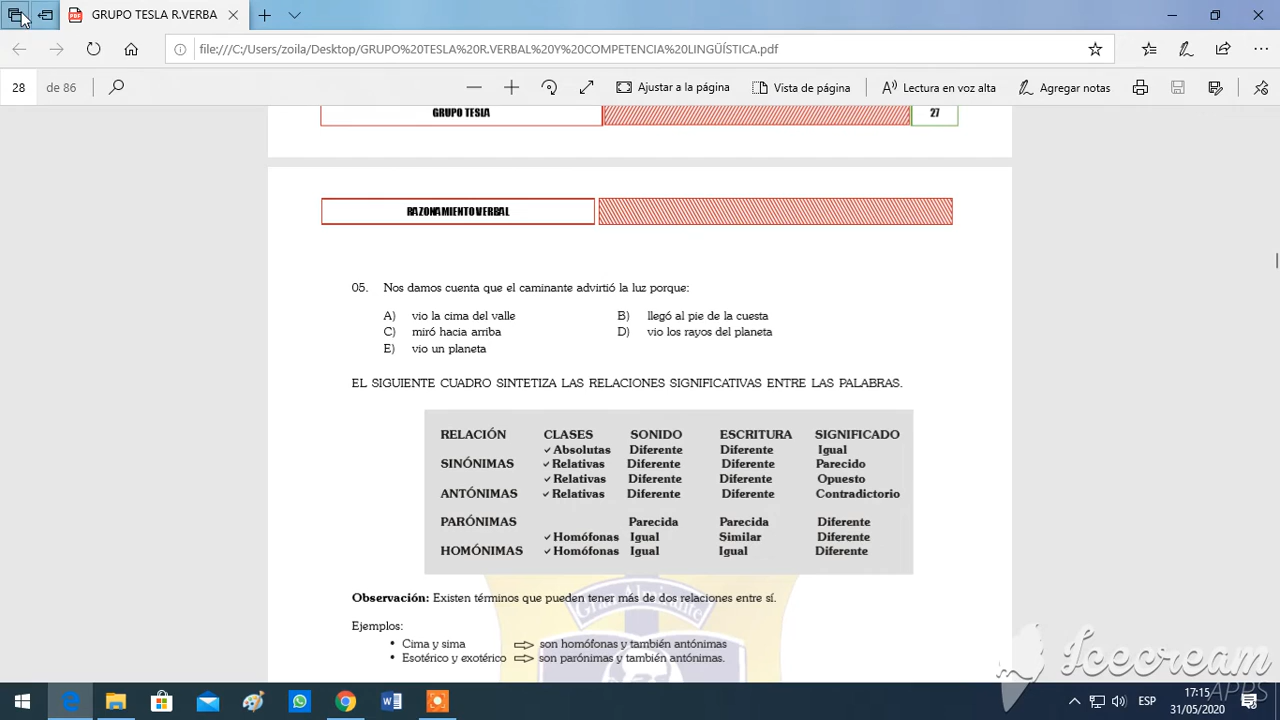 GRUPO TESLA R.VERBA
file:///C:/Users/zoila/Desktop/GRUPO%20TESLA%20R.VERBAL%20Y%20COMPETENCIA%20LINGÜÍSTICA.pdf
28 de 86 Ajustar a la página Vista de página Lectura en voz alta Agregar notas
GRUPO TESLA 27
RAZONAMIENTO VERBAL
05. Nos damos cuenta que el caminante advirtió la luz porque:
A) vio la cima del valle B) llegó al pie de la cuesta
C) miró hacia arriba D) vio los rayos del planeta
E) vio un planeta
EL SIGUIENTE CUADRO SINTETIZA LAS RELACIONES SIGNIFICATIVAS ENTRE LAS PALABRAS.
RELACIÓN CLASES SONIDO ESCRITURA SIGNIFICADO
✓ Absolutas Diferente Diferente Igual
SINÓNIMAS ✓ Relativas Diferente Diferente Parecido
✓ Relativas Diferente Diferente Opuesto
ANTÓNIMAS ✓ Relativas Diferente Diferente Contradictorio
PARÓNIMAS Parecida Parecida Diferente
✓ Homófonas Igual Similar Diferente
HOMÓNIMAS ✓ Homófonas Igual Igual Diferente
Observación: Existen términos que pueden tener más de dos relaciones entre sí.
Ejemplos:
• Cima y sima ⇨ son homófonas y también antónimas
• Esotérico y exotérico ⇨ son parónimas y también antónimas.
Gran Almirante
Icecream
APPS
ESP
17:15
31/05/2020